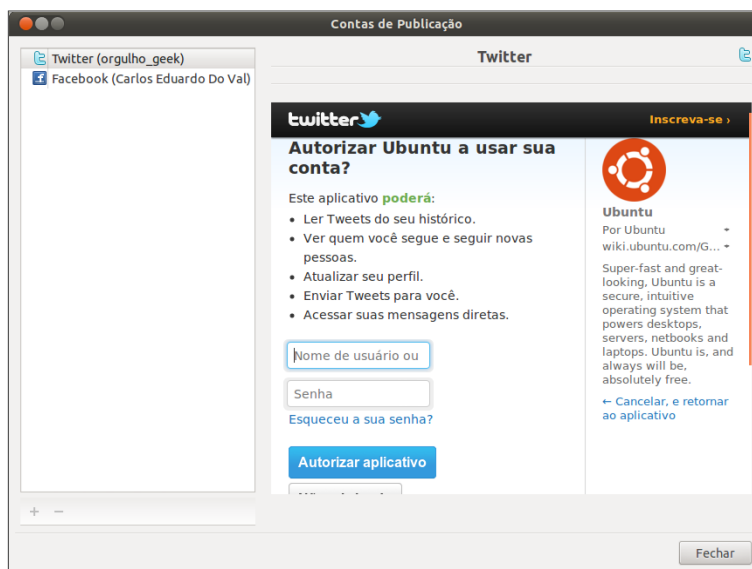 Contas de Publicação
Twitter (orgulho_geek)
Facebook (Carlos Eduardo Do Val)
Twitter
twitter
Inscreva-se ›
Autorizar Ubuntu a usar sua
conta?
Este aplicativo poderá:
• Ler Tweets do seu histórico.
• Ver quem você segue e seguir novas
pessoas.
• Atualizar seu perfil.
• Enviar Tweets para você.
• Acessar suas mensagens diretas.
Nome de usuário ou
Senha
Esqueceu a sua senha?
Autorizar aplicativo
Ubuntu
Por Ubuntu
wiki.ubuntu.com/G...
Super-fast and great-
looking, Ubuntu is a
secure, intuitive
operating system that
powers desktops,
servers, netbooks and
laptops. Ubuntu is, and
always will be,
absolutely free.
← Cancelar, e retornar
ao aplicativo
+ −
Fechar